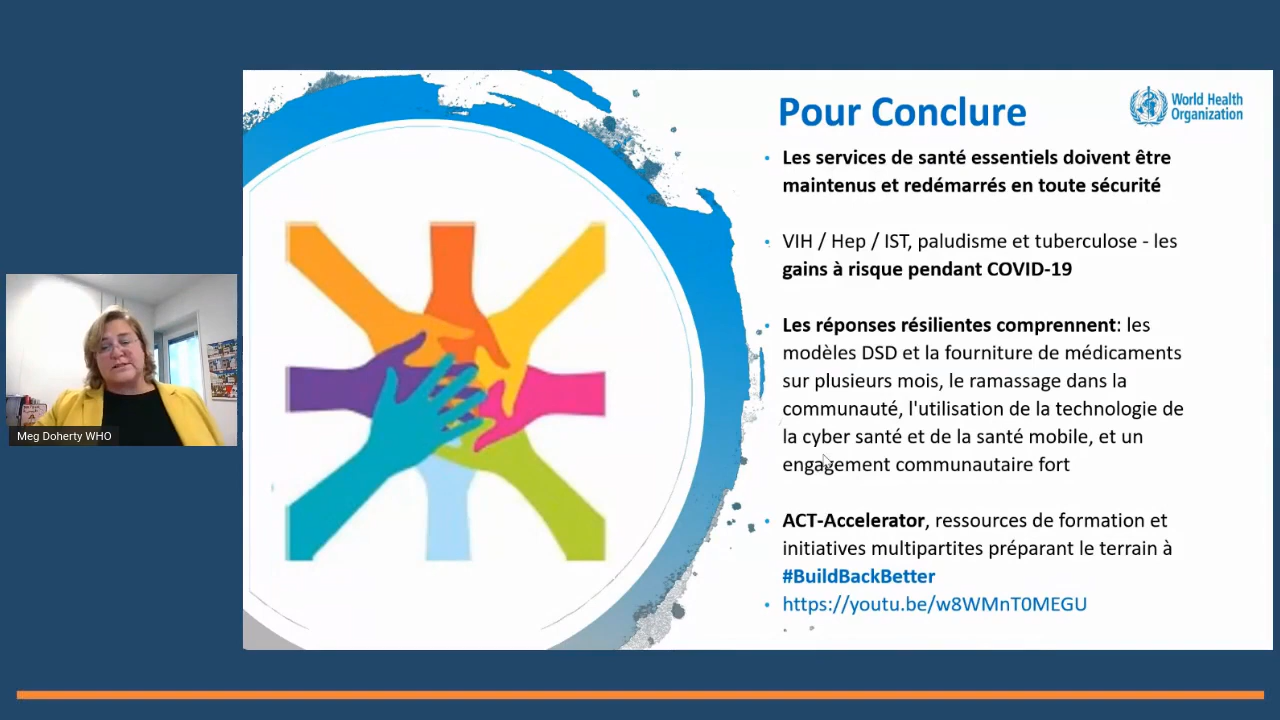 Pour Conclure
World Health
Organization
• Les services de santé essentiels doivent être
maintenus et redémarrés en toute sécurité
• VIH / Hep / IST, paludisme et tuberculose - les
gains à risque pendant COVID-19
• Les réponses résilientes comprennent: les
modèles DSD et la fourniture de médicaments
sur plusieurs mois, le ramassage dans la
communauté, l'utilisation de la technologie de
la cyber santé et de la santé mobile, et un
engagement communautaire fort
• ACT-Accelerator, ressources de formation et
initiatives multipartites préparant le terrain à
#BuildBackBetter
• https://youtu.be/w8WMnT0MEGU
Meg Doherty WHO